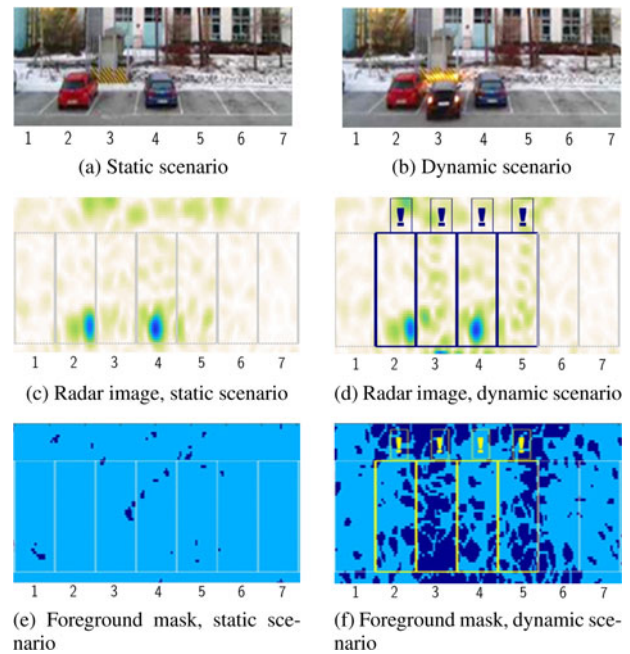 1 2 3 4 5 6 7
1 2 3 4 5 6 7
(a) Static scenario
(b) Dynamic scenario
! ! ! !
1 2 3 4 5 6 7
1 2 3 4 5 6 7
(c) Radar image, static scenario
(d) Radar image, dynamic scenario
! ! ! !
1 2 3 4 5 6 7
1 2 3 4 5 6 7
(e) Foreground mask, static sce-
nario
(f) Foreground mask, dynamic sce-
nario